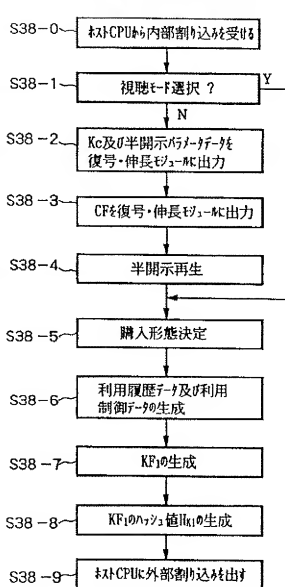 S38-0
ホストCPUから内部割り込みを受ける
S38-1
視聴モード選択 ?
Y
N
S38-2
Kc及び半開示パラメータデータを
復号・伸長モジュールに出力
S38-3
CFを復号・伸長モジュールに出力
S38-4
半開示再生
S38-5
購入形態決定
S38-6
利用履歴データ及び利用
制御データの生成
S38-7
KF₁の生成
S38-8
KF₁のハッシュ値Hk₁の生成
S38-9
ホストCPUに外部割り込みを出す